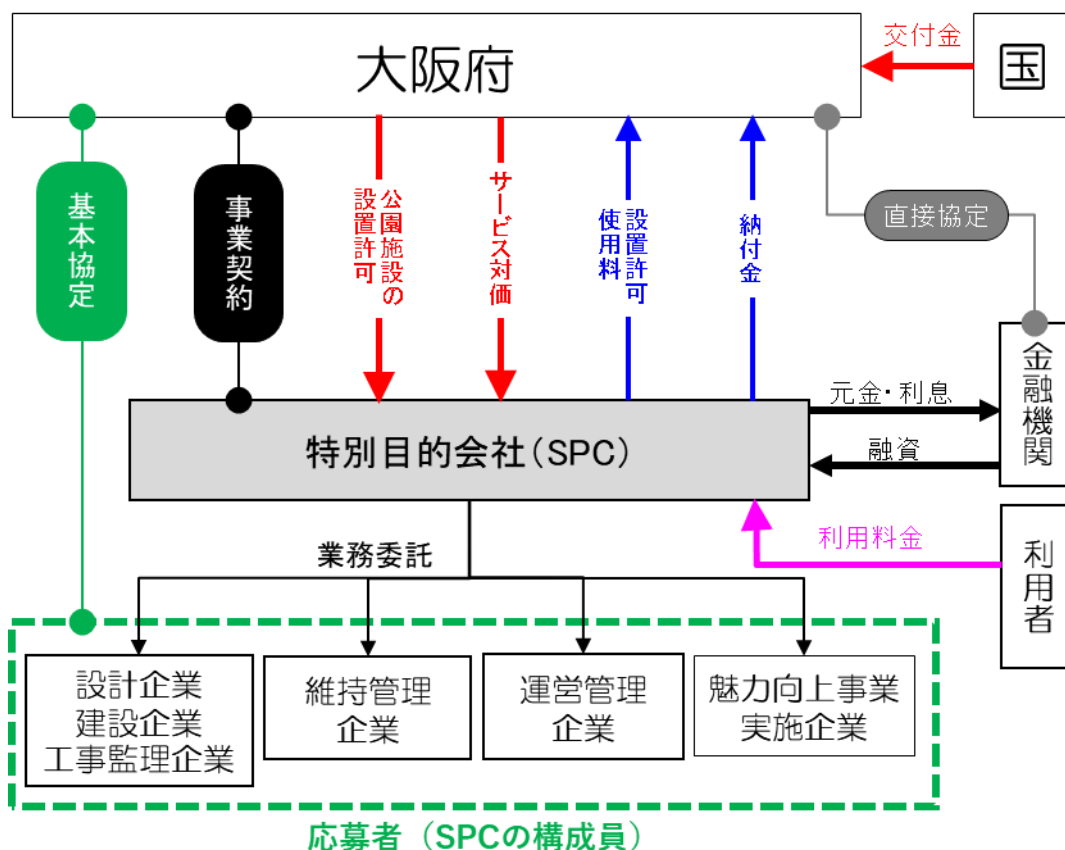 大阪府
交付金
国
基本協定
事業契約
公園施設の
設置許可
サービス対価
設置許可
使用料
納付金
直接協定
金融機関
特別目的会社(SPC)
元金・利息
融資
利用料金
利用者
業務委託
設計企業
建設企業
工事監理企業
維持管理
企業
運営管理
企業
魅力向上事業
実施企業
応募者（SPCの構成員）